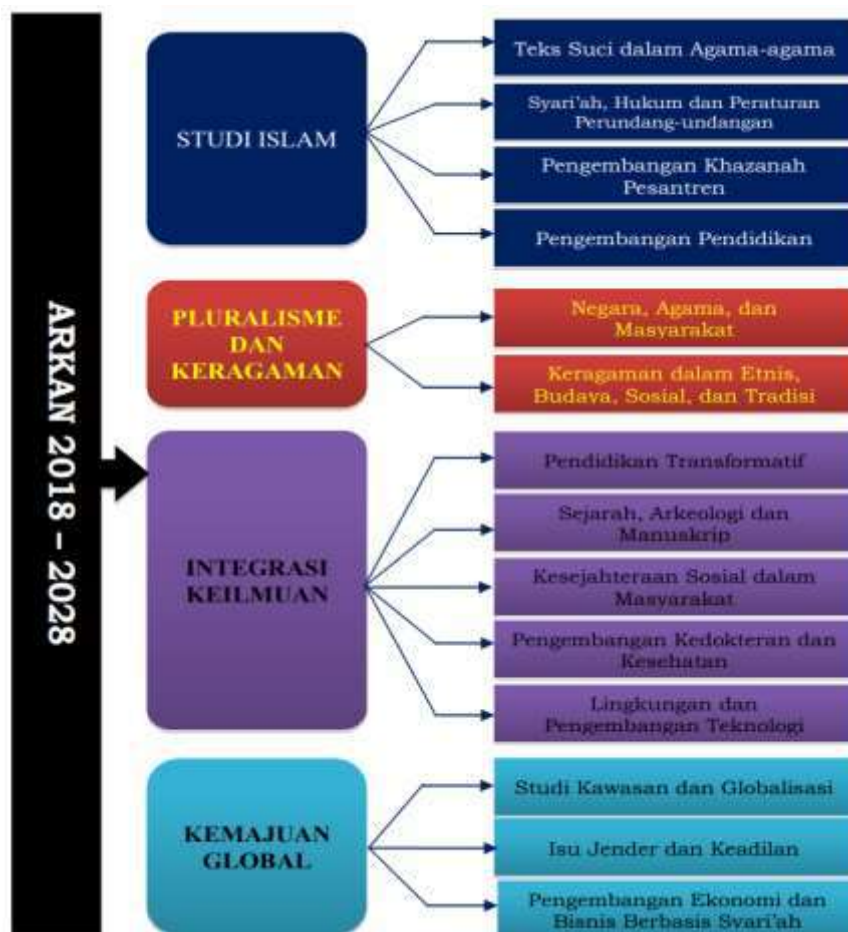 ARKAN 2018 – 2028
STUDI ISLAM
Teks Suci dalam Agama-agama
Syari'ah, Hukum dan Peraturan
Perundang-undangan
Pengembangan Khazanah
Pesantren
Pengembangan Pendidikan
PLURALISME
DAN
KERAGAMAN
Negara, Agama, dan
Masyarakat
Keragaman dalam Etnis,
Budaya, Sosial, dan Tradisi
INTEGRASI
KEILMUAN
Pendidikan Transformatif
Sejarah, Arkeologi dan
Manuskrip
Kesejahteraan Sosial dalam
Masyarakat
Pengembangan Kedokteran dan
Kesehatan
Lingkungan dan
Pengembangan Teknologi
KEMAJUAN
GLOBAL
Studi Kawasan dan Globalisasi
Isu Jender dan Keadilan
Pengembangan Ekonomi dan
Bisnis Berbasis Syari'ah